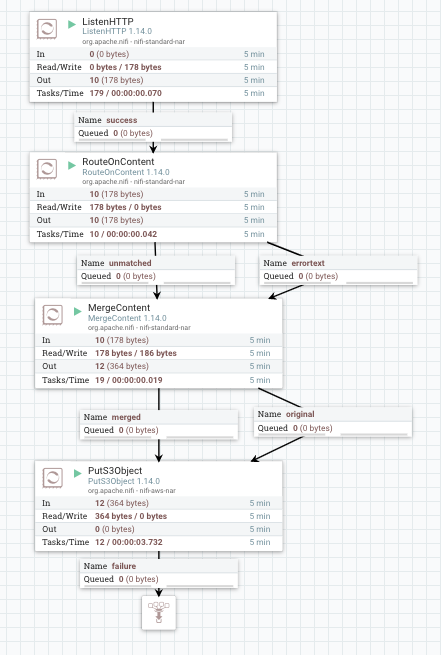 ListenHTTP
ListenHTTP 1.14.0
org.apache.nifi - nifi-standard-nar
In 0 (0 bytes) 5 min
Read/Write 0 bytes / 178 bytes 5 min
Out 10 (178 bytes) 5 min
Tasks/Time 179 / 00:00:00.070 5 min
Name success
Queued 0 (0 bytes)
RouteOnContent
RouteOnContent 1.14.0
org.apache.nifi - nifi-standard-nar
In 10 (178 bytes) 5 min
Read/Write 178 bytes / 0 bytes 5 min
Out 10 (178 bytes) 5 min
Tasks/Time 10 / 00:00:00.042 5 min
Name unmatched
Queued 0 (0 bytes)
Name errortext
Queued 0 (0 bytes)
MergeContent
MergeContent 1.14.0
org.apache.nifi - nifi-standard-nar
In 10 (178 bytes) 5 min
Read/Write 178 bytes / 186 bytes 5 min
Out 12 (364 bytes) 5 min
Tasks/Time 19 / 00:00:00.019 5 min
Name merged
Queued 0 (0 bytes)
Name original
Queued 0 (0 bytes)
PutS3Object
PutS3Object 1.14.0
org.apache.nifi - nifi-aws-nar
In 12 (364 bytes) 5 min
Read/Write 364 bytes / 0 bytes 5 min
Out 0 (0 bytes) 5 min
Tasks/Time 12 / 00:00:03.732 5 min
Name failure
Queued 0 (0 bytes)